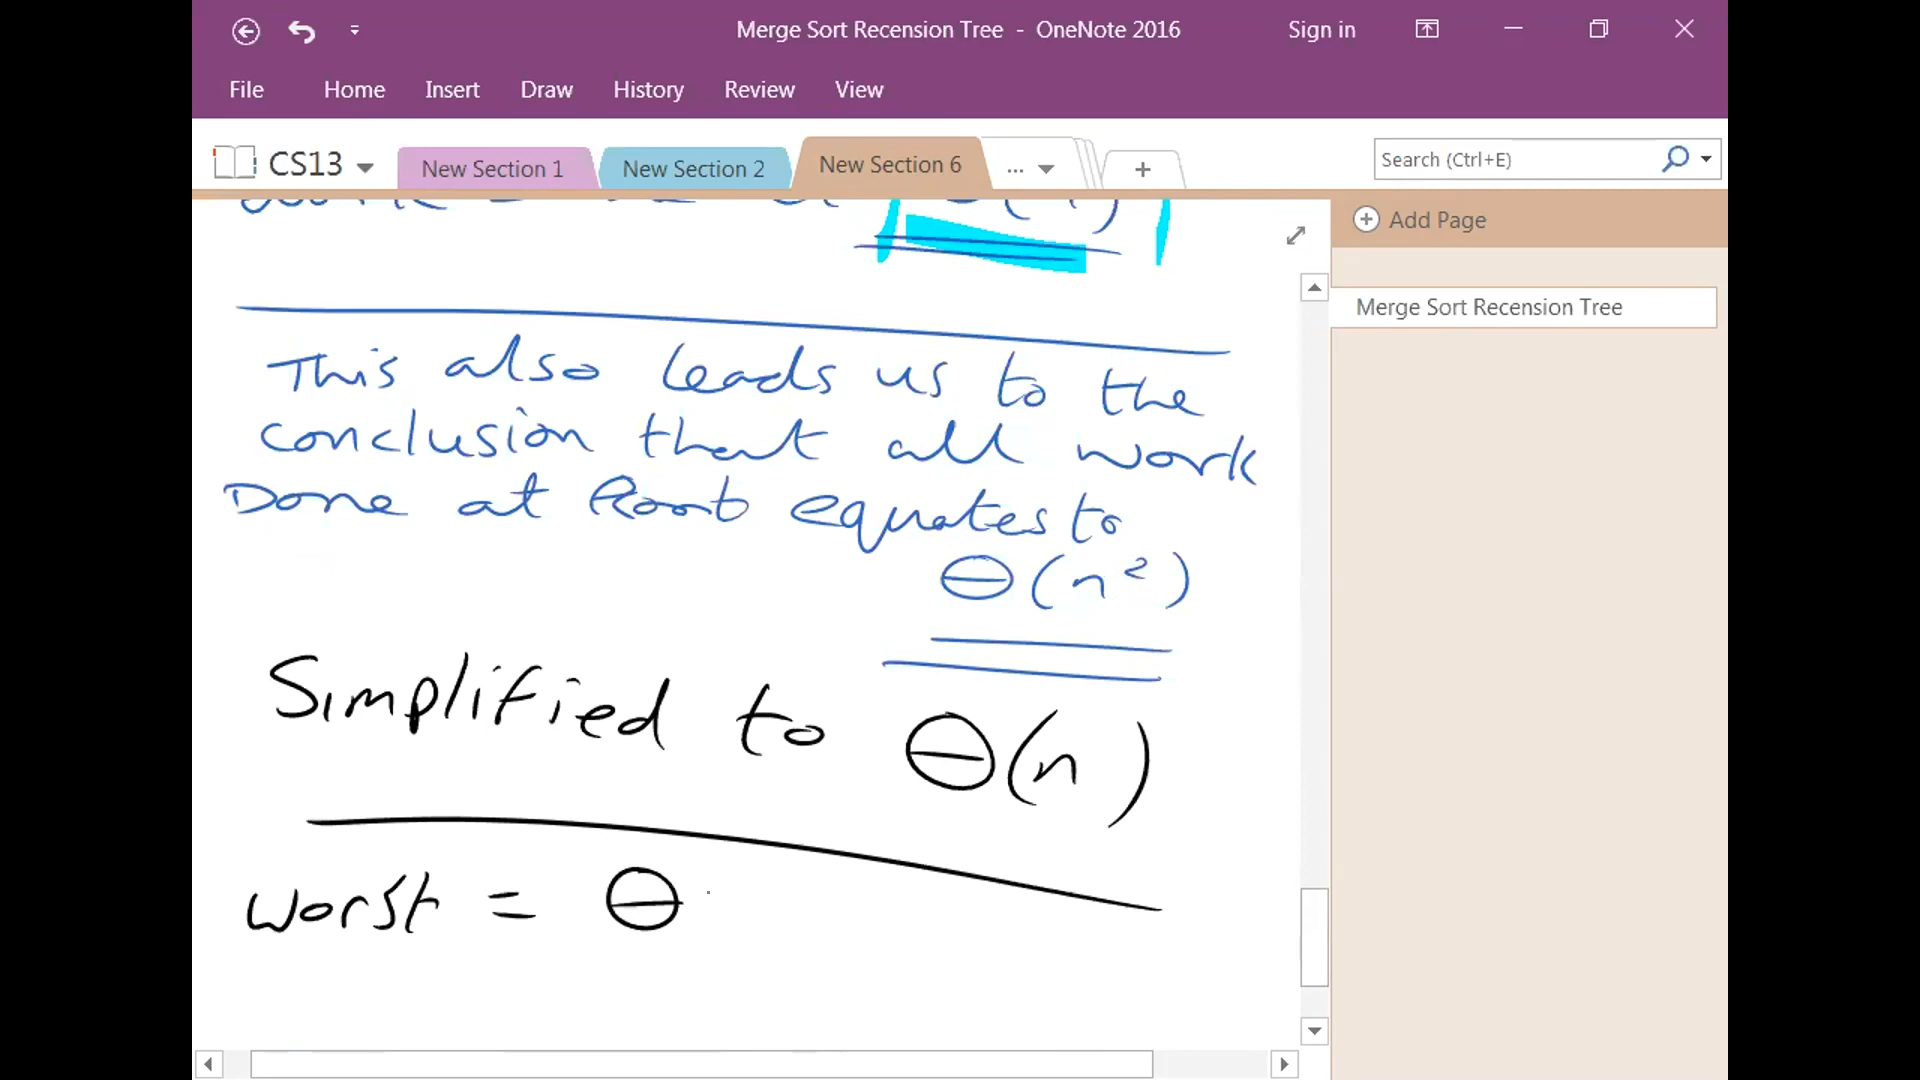 Merge Sort Recension Tree - OneNote 2016
Sign in
File Home Insert Draw History Review View
CS13
New Section 1
New Section 2
New Section 6
...
Search (Ctrl+E)
Add Page
Merge Sort Recension Tree
This also leads us to the
conclusion that all work
Done at Root equates to
Θ(n²)
Simplified to Θ(n)
worst = Θ